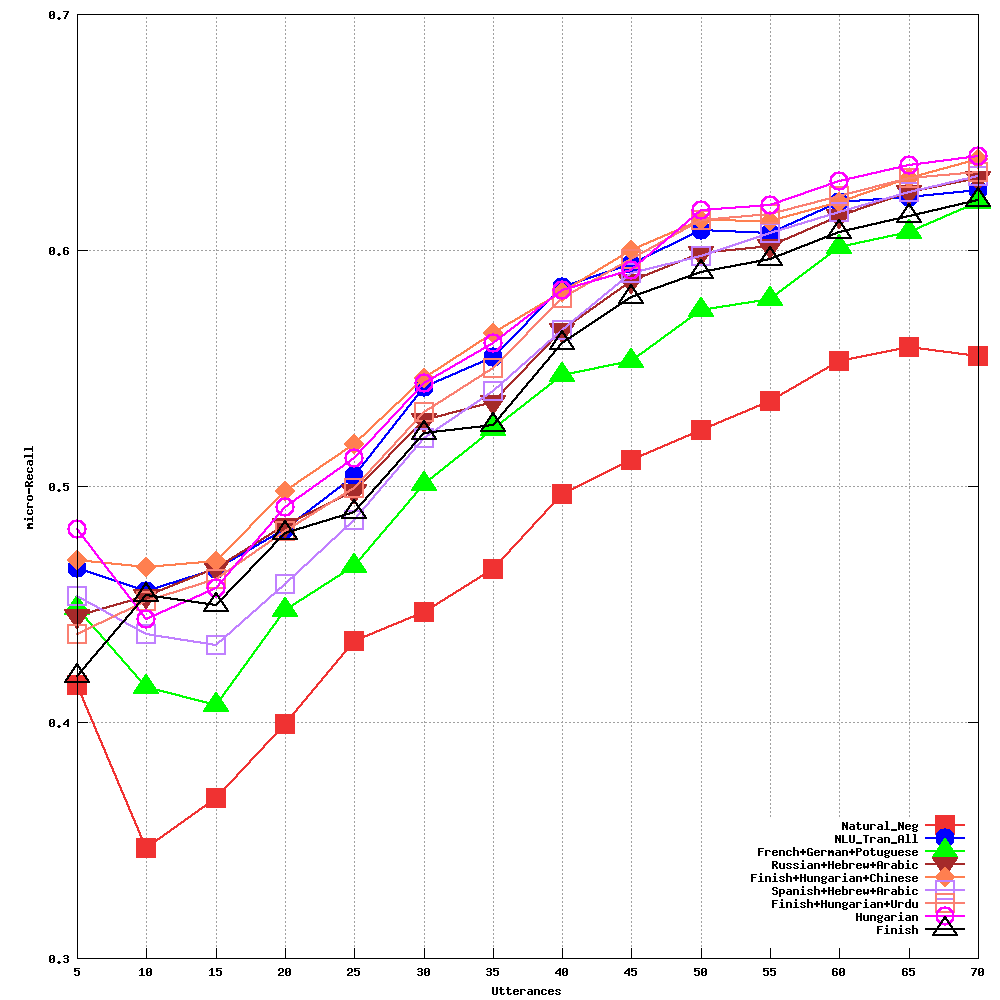 0.7
0.6
micro-Recall
0.5
0.4
0.3
Natural_Neg
NLU_Tran_All
French+German+Potuguese
Russian+Hebrew+Arabic
Finish+Hungarian+Chinese
Spanish+Hebrew+Arabic
Finish+Hungarian+Urdu
Hungarian
Finish
5 10 15 20 25 30 35 40 45 50 55 60 65 70
Utterances